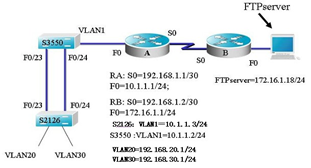 FTPserver
VLAN1
S3550
F0/24
F0
A
S0
S0
B
F0
F0/23
F0/24
FTPserver=172.16.1.18/24
RA: S0=192.168.1.1/30
F0=10.1.1.1/24;
RB: S0=192.168.1.2/30
F0=172.16.1.1/24
S2126: VLAN1=10.1.1.3/24
S3550 :VLAN1=10.1.1.2/24
VLAN20=192.168.20.1/24
VLAN30=192.168.30.1/24
F0/23
F0/24
S2126
VLAN20
VLAN30